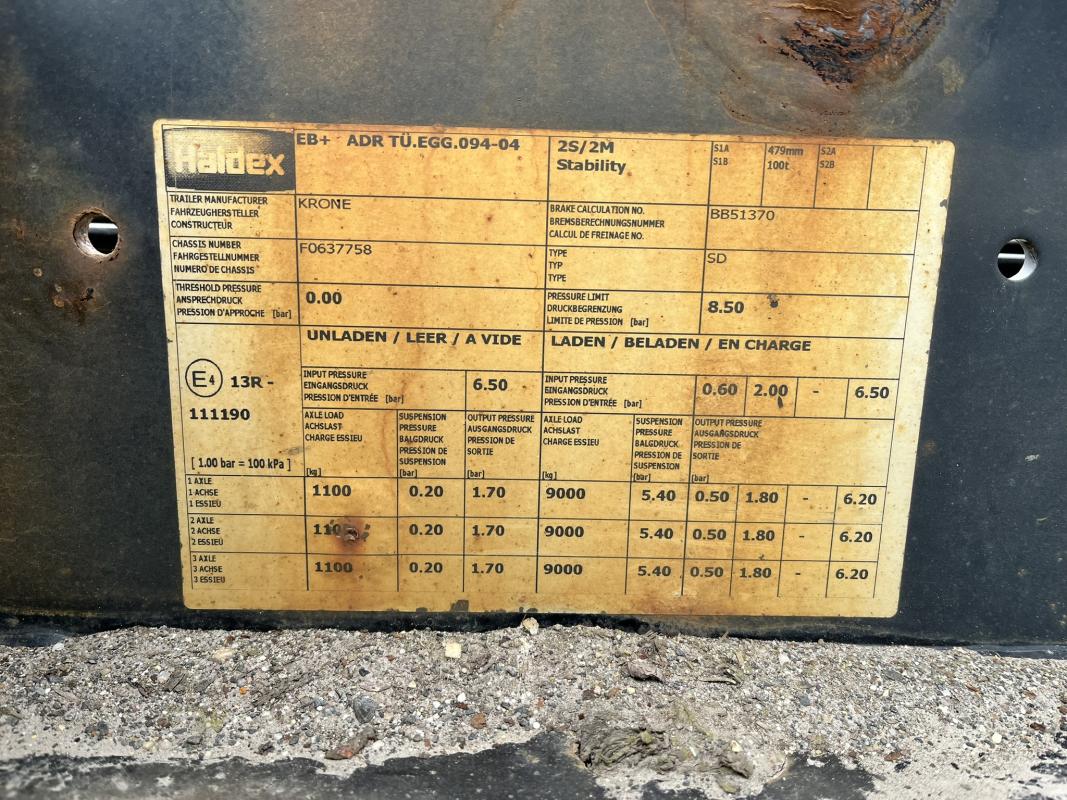 Haldex
EB+ ADR TÜ.EGG.094-04
2S/2M
Stability
S1A 479mm S2A
S1B 100t S2B
TRAILER MANUFACTURER
FAHRZEUGHERSTELLER
CONSTRUCTEUR
KRONE
BRAKE CALCULATION NO.
BREMSBERECHNUNGSNUMMER
CALCUL DE FREINAGE NO.
BB51370
CHASSIS NUMBER
FAHRGESTELLNUMMER
NUMERO DE CHASSIS
F0637758
TYPE
TYP
TYPE
SD
THRESHOLD PRESSURE
ANSPRECHDRUCK
PRESSION D'APPROCHE [bar]
0.00
PRESSURE LIMIT
DRUCKBEGRENZUNG
LIMITE DE PRESSION [bar]
8.50
UNLADEN / LEER / A VIDE
LADEN / BELADEN / EN CHARGE
E4 13R -
111190
[ 1.00 bar = 100 kPa ]
INPUT PRESSURE
EINGANGSDRUCK
PRESSION D'ENTRÉE [bar]
6.50
INPUT PRESSURE
EINGANGSDRUCK
PRESSION D'ENTRÉE [bar]
0.60 2.00 - 6.50
AXLE LOAD
ACHSLAST
CHARGE ESSIEU
[kg]
SUSPENSION
PRESSURE
BALGDRUCK
PRESSION DE
SUSPENSION
[bar]
OUTPUT PRESSURE
AUSGANGSDRUCK
PRESSION DE
SORTIE
[bar]
AXLE LOAD
ACHSLAST
CHARGE ESSIEU
[kg]
SUSPENSION
PRESSURE
BALGDRUCK
PRESSION DE
SUSPENSION
[bar]
OUTPUT PRESSURE
AUSGANGSDRUCK
PRESSION DE
SORTIE
[bar]
1 AXLE
1 ACHSE
1 ESSIEU
1100 0.20 1.70 9000 5.40 0.50 1.80 - 6.20
2 AXLE
2 ACHSE
2 ESSIEU
0.20 1.70 9000 5.40 0.50 1.80 - 6.20
3 AXLE
3 ACHSE
3 ESSIEU
1100 0.20 1.70 9000 5.40 0.50 1.80 - 6.20